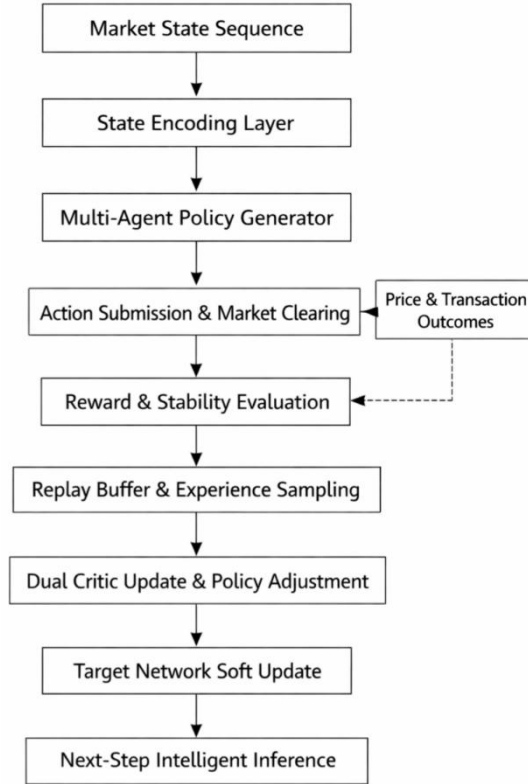 Market State Sequence
State Encoding Layer
Multi-Agent Policy Generator
Action Submission & Market Clearing
Price & Transaction
Outcomes
Reward & Stability Evaluation
Replay Buffer & Experience Sampling
Dual Critic Update & Policy Adjustment
Target Network Soft Update
Next-Step Intelligent Inference